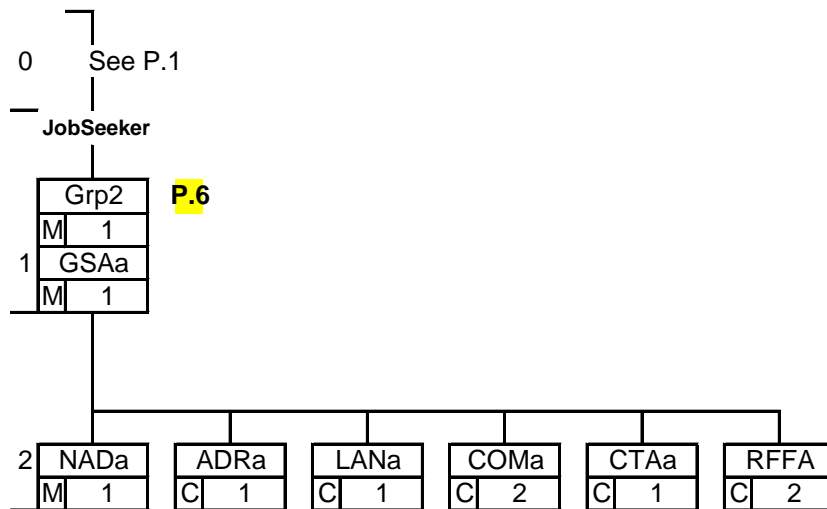 0 See P.1
JobSeeker
Grp2 P.6
M 1
1 GSAa
M 1
2 NADa ADRa LANa COMa CTAa RFFA
M 1 C 1 C 1 C 2 C 1 C 2